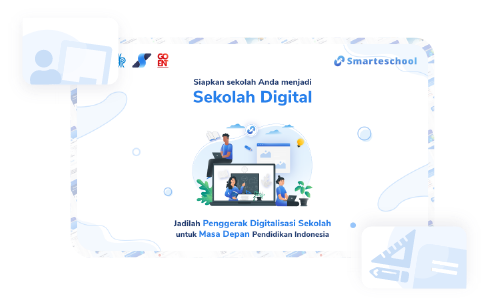 Smarteschool
Siapkan sekolah Anda menjadi
Sekolah Digital
Jadilah Penggerak Digitalisasi Sekolah
untuk Masa Depan Pendidikan Indonesia